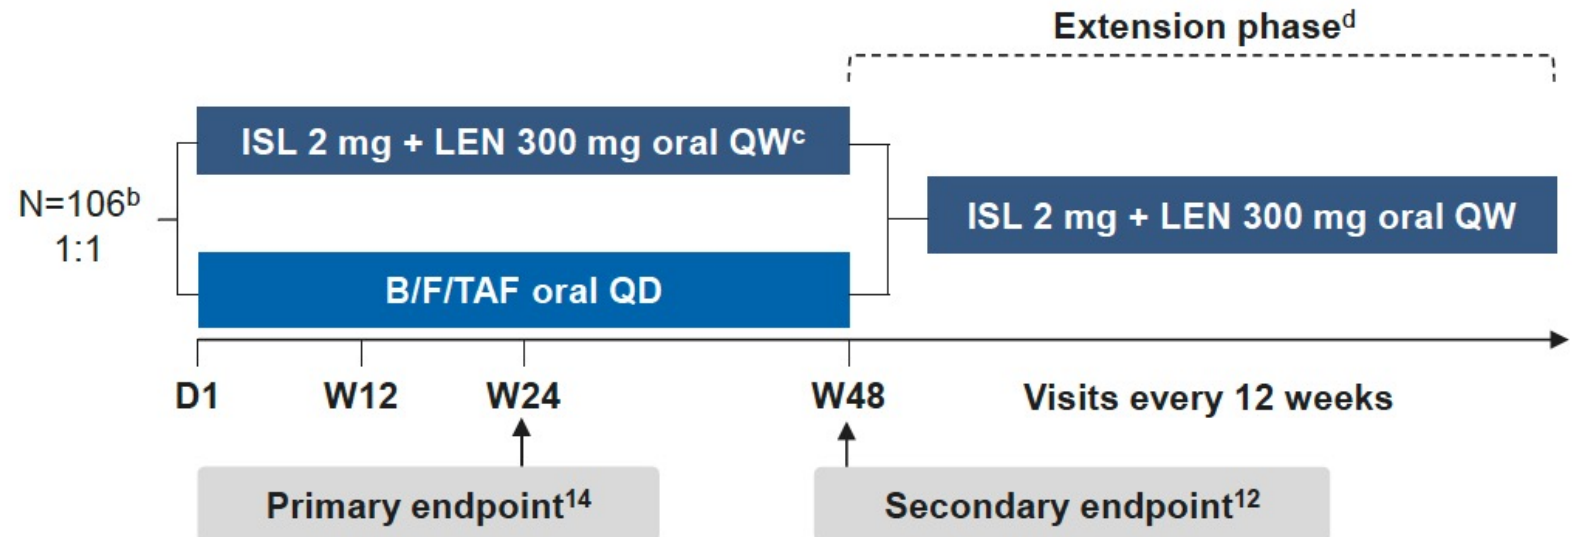 Extension phaseᵈ
ISL 2 mg + LEN 300 mg oral QWᶜ
N=106ᵇ
1:1
ISL 2 mg + LEN 300 mg oral QW
B/F/TAF oral QD
D1 W12 W24 W48 Visits every 12 weeks
Primary endpoint¹⁴ Secondary endpoint¹²